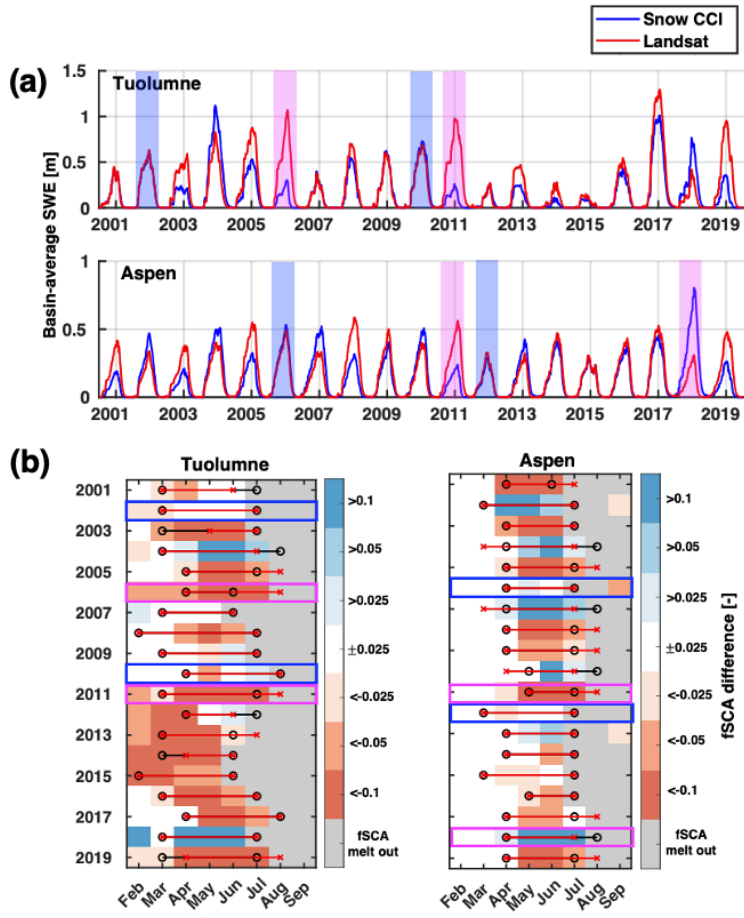 Snow CCI
Landsat
(a)
Tuolumne
1.5
1
0.5
0
2001 2003 2005 2007 2009 2011 2013 2015 2017 2019
Basin-average SWE [m]
Aspen
1
0.5
0
2001 2003 2005 2007 2009 2011 2013 2015 2017 2019
(b)
Tuolumne
2001
2003
2005
2007
2009
2011
2013
2015
2017
2019
Feb Mar Apr May Jun Jul Aug Sep
>0.1
>0.05
>0.025
±0.025
<-0.025
<-0.05
<-0.1
fSCA
melt out
Aspen
Feb Mar Apr May Jun Jul Aug Sep
>0.1
>0.05
>0.025
±0.025
<-0.025
<-0.05
<-0.1
fSCA
melt out
fSCA difference [-]